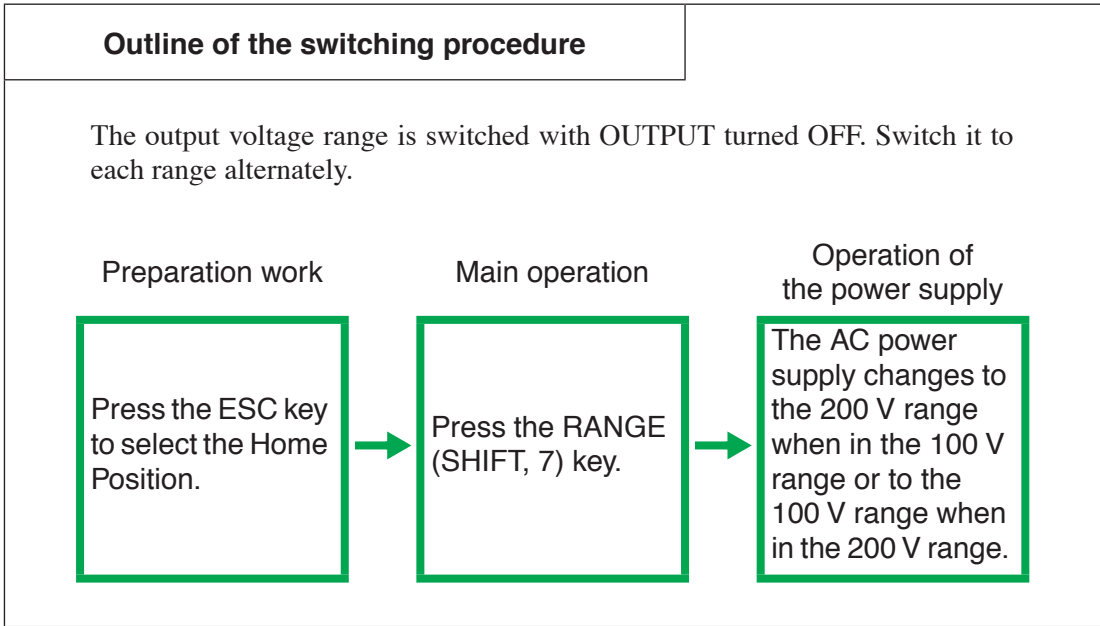 Outline of the switching procedure
The output voltage range is switched with OUTPUT turned OFF. Switch it to
each range alternately.
Preparation work
Press the ESC key
to select the Home
Position.
Main operation
Press the RANGE
(SHIFT, 7) key.
Operation of
the power supply
The AC power
supply changes to
the 200 V range
when in the 100 V
range or to the
100 V range when
in the 200 V range.